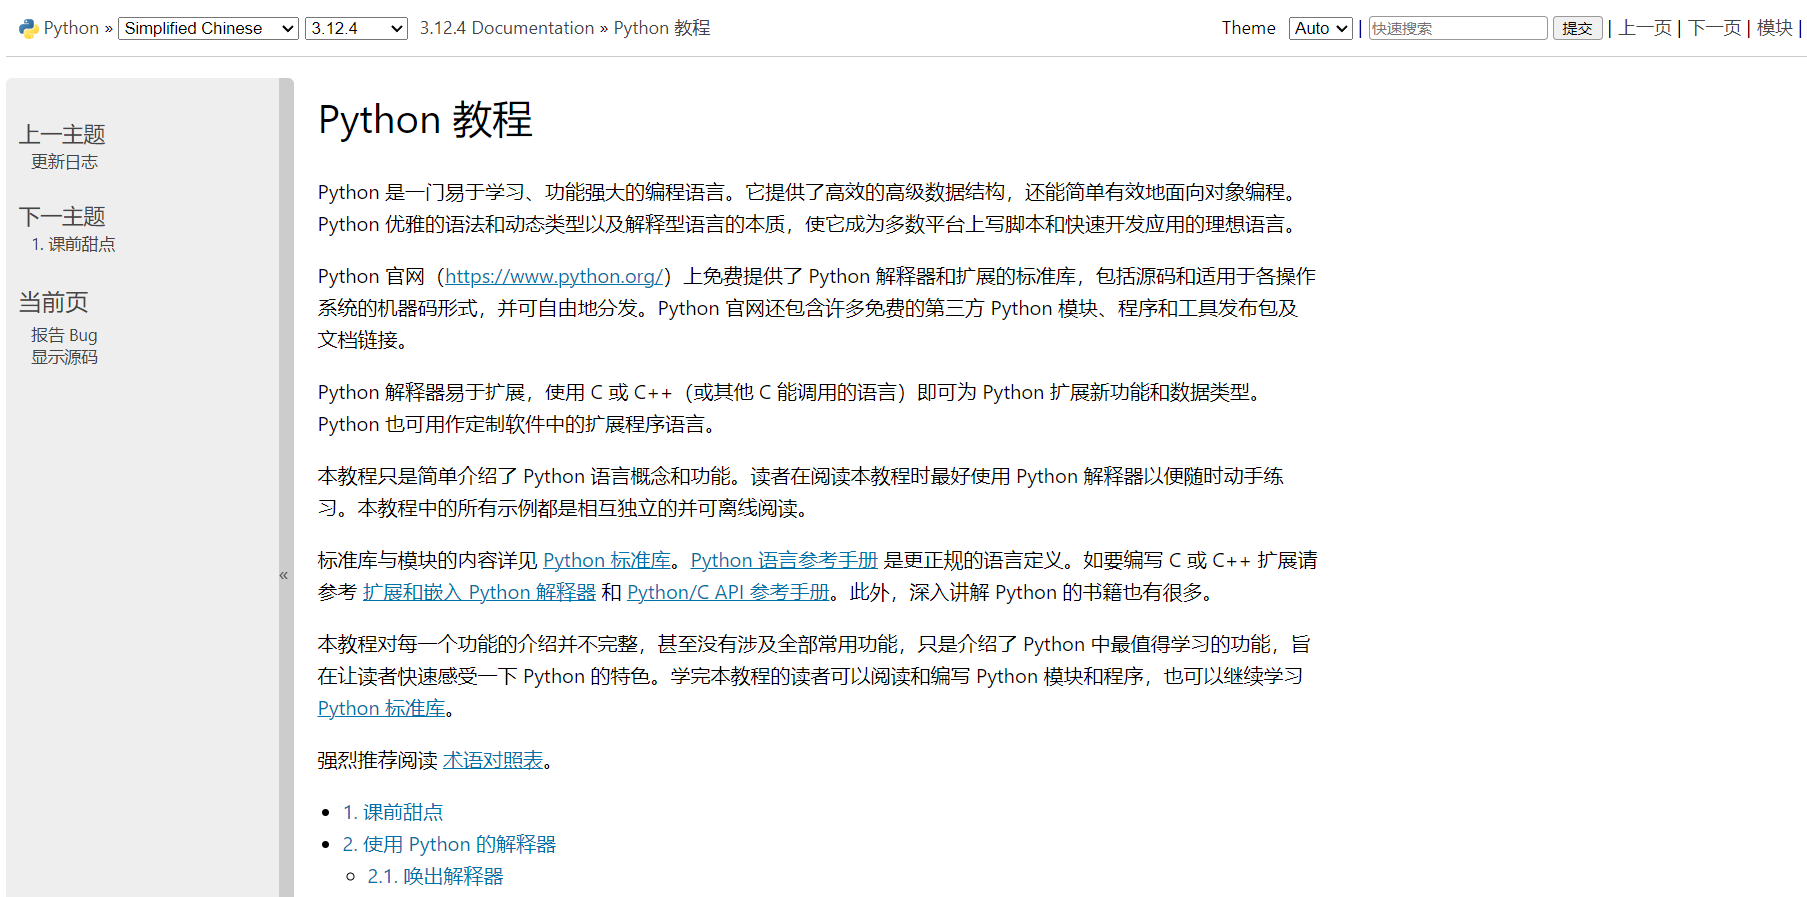 Python » Simplified Chinese 3.12.4 3.12.4 Documentation » Python 教程 Theme Auto | 快速搜索 提交 | 上一页 | 下一页 | 模块 |
上一主题
更新日志
下一主题
1. 课前甜点
当前页
报告 Bug
显示源码
«
Python 教程
Python 是一门易于学习、功能强大的编程语言。它提供了高效的高级数据结构，还能简单有效地面向对象编程。
Python 优雅的语法和动态类型以及解释型语言的本质，使它成为多数平台上写脚本和快速开发应用的理想语言。
Python 官网（https://www.python.org/）上免费提供了 Python 解释器和扩展的标准库，包括源码和适用于各操作
系统的机器码形式，并可自由地分发。Python 官网还包含许多免费的第三方 Python 模块、程序和工具发布包及
文档链接。
Python 解释器易于扩展，使用 C 或 C++（或其他 C 能调用的语言）即可为 Python 扩展新功能和数据类型。
Python 也可用作定制软件中的扩展程序语言。
本教程只是简单介绍了 Python 语言概念和功能。读者在阅读本教程时最好使用 Python 解释器以便随时动手练
习。本教程中的所有示例都是相互独立的并可离线阅读。
标准库与模块的内容详见 Python 标准库。Python 语言参考手册 是更正规的语言定义。如要编写 C 或 C++ 扩展请
参考 扩展和嵌入 Python 解释器 和 Python/C API 参考手册。此外，深入讲解 Python 的书籍也有很多。
本教程对每一个功能的介绍并不完整，甚至没有涉及全部常用功能，只是介绍了 Python 中最值得学习的功能，旨
在让读者快速感受一下 Python 的特色。学完本教程的读者可以阅读和编写 Python 模块和程序，也可以继续学习
Python 标准库。
强烈推荐阅读 术语对照表。
1. 课前甜点
2. 使用 Python 的解释器
2.1. 唤出解释器